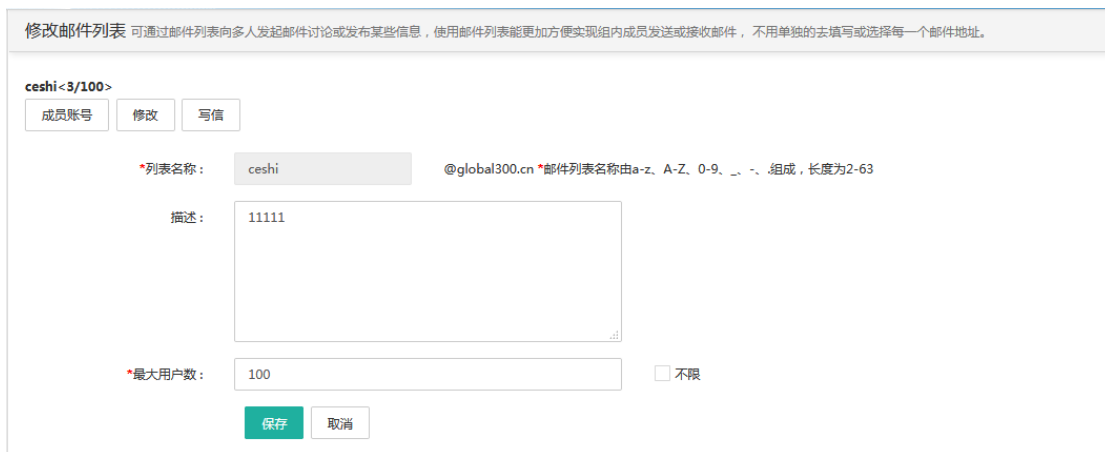 修改邮件列表 可通过邮件列表向多人发起邮件讨论或发布某些信息，使用邮件列表能更加方便实现组内成员发送或接收邮件， 不用单独的去填写或选择每一个邮件地址。
ceshi<3/100>
成员账号 修改 写信
*列表名称： ceshi @global300.cn *邮件列表名称由a-z、A-Z、0-9、_、-、.组成，长度为2-63
描述： 11111
*最大用户数： 100 不限
保存 取消